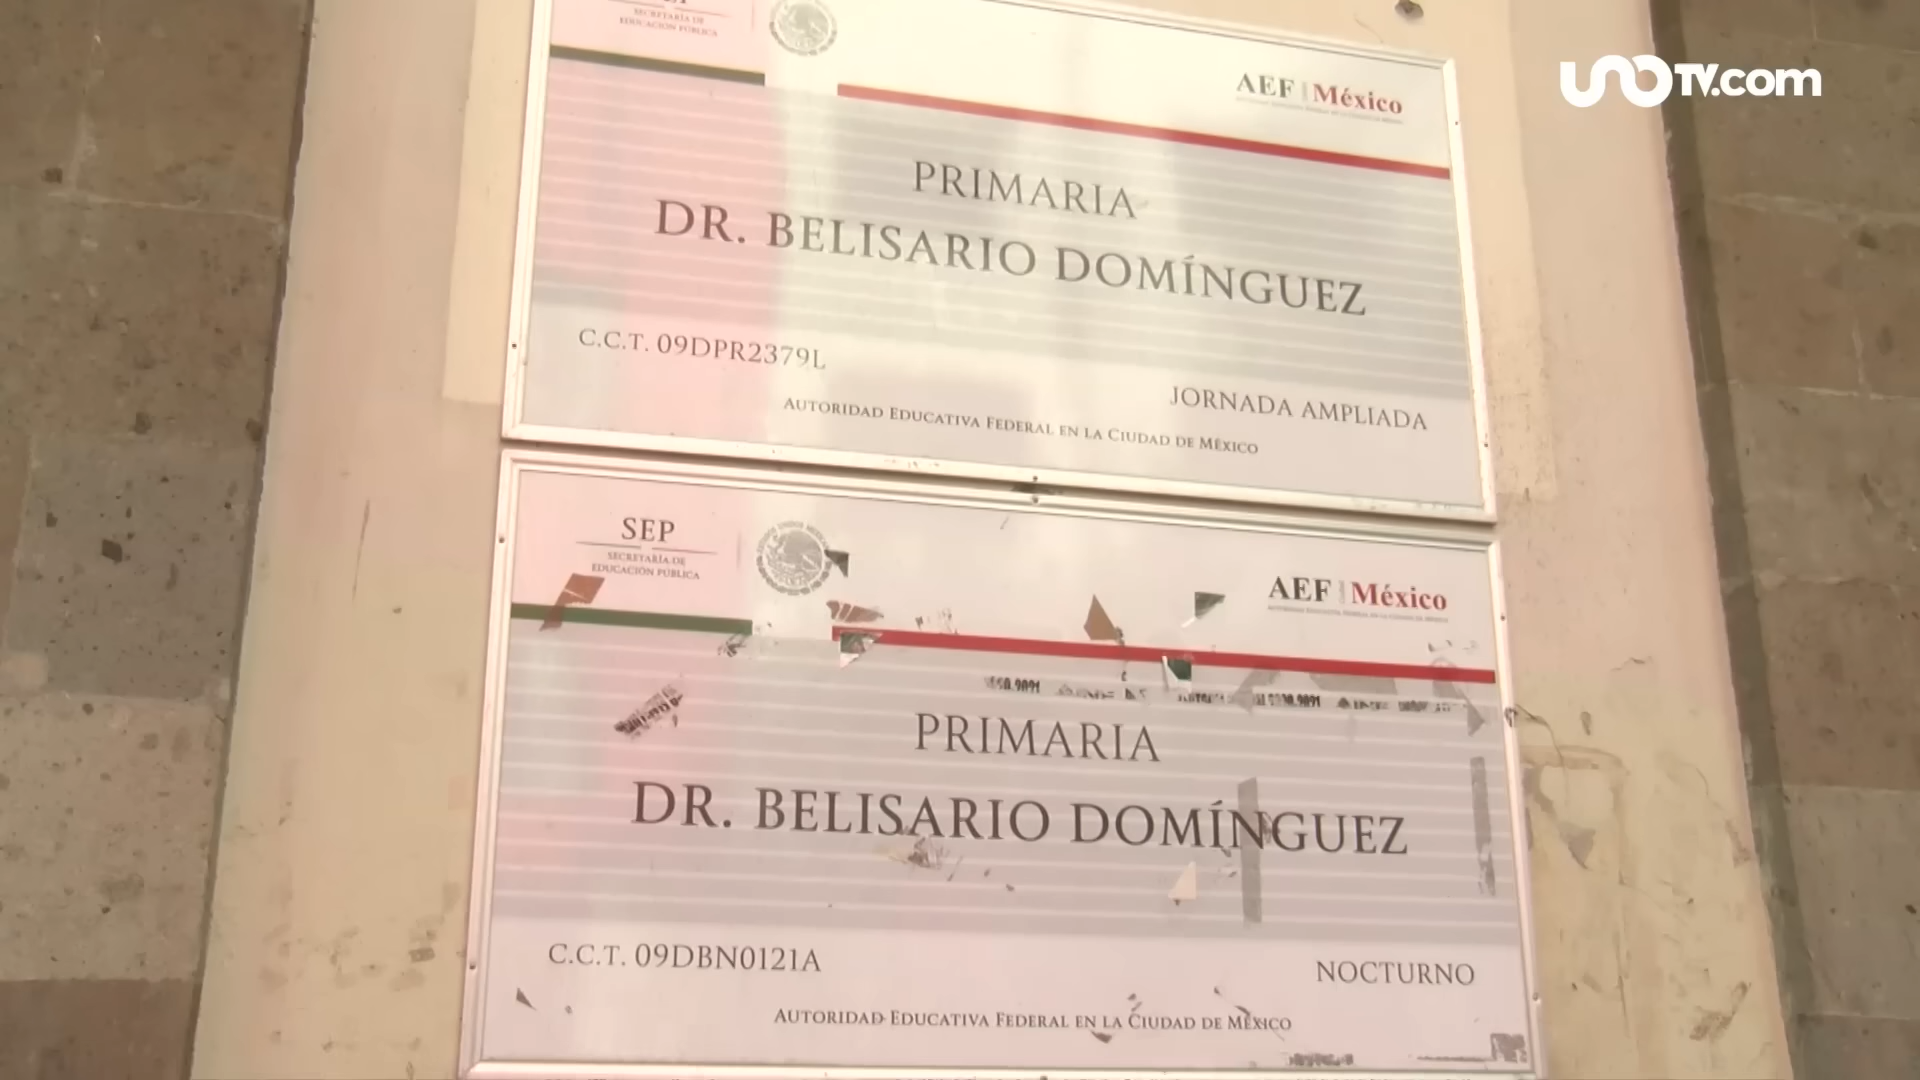 SECRETARÍA DE
EDUCACIÓN PÚBLICA
AEF México
UNOTV.com
PRIMARIA
DR. BELISARIO DOMÍNGUEZ
C.C.T. 09DPR2379L
JORNADA AMPLIADA
AUTORIDAD EDUCATIVA FEDERAL EN LA CIUDAD DE MÉXICO
SEP
SECRETARÍA DE
EDUCACIÓN PÚBLICA
AEF México
PRIMARIA
DR. BELISARIO DOMÍNGUEZ
C.C.T. 09DBN0121A
NOCTURNO
AUTORIDAD EDUCATIVA FEDERAL EN LA CIUDAD DE MÉXICO